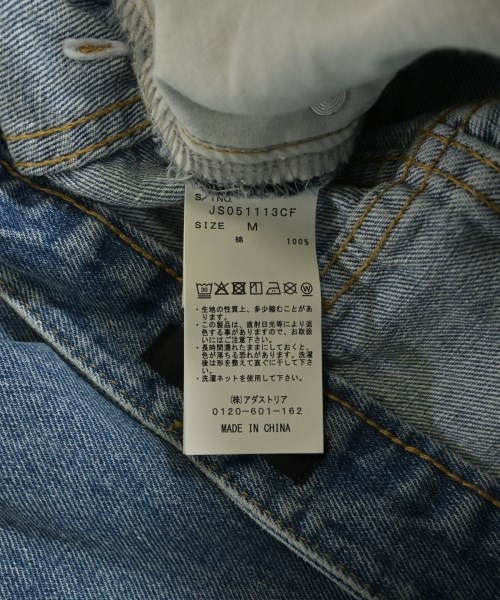 S/TNO.
JS051113CF
SIZE M
綿 100%
・生地の性質上、多少縮むことがあ
ります。
・この製品は、直射日光等により退
色する事がありますので、お取扱
いにはご注意下さい。
・長時間濡れたままにしておくと、
色が落ちる恐れがあります。洗濯
後は形を整えて直ぐに干して下さ
い。
・洗濯ネットを使用して下さい。
(株)アダストリア
0120-601-162
MADE IN CHINA